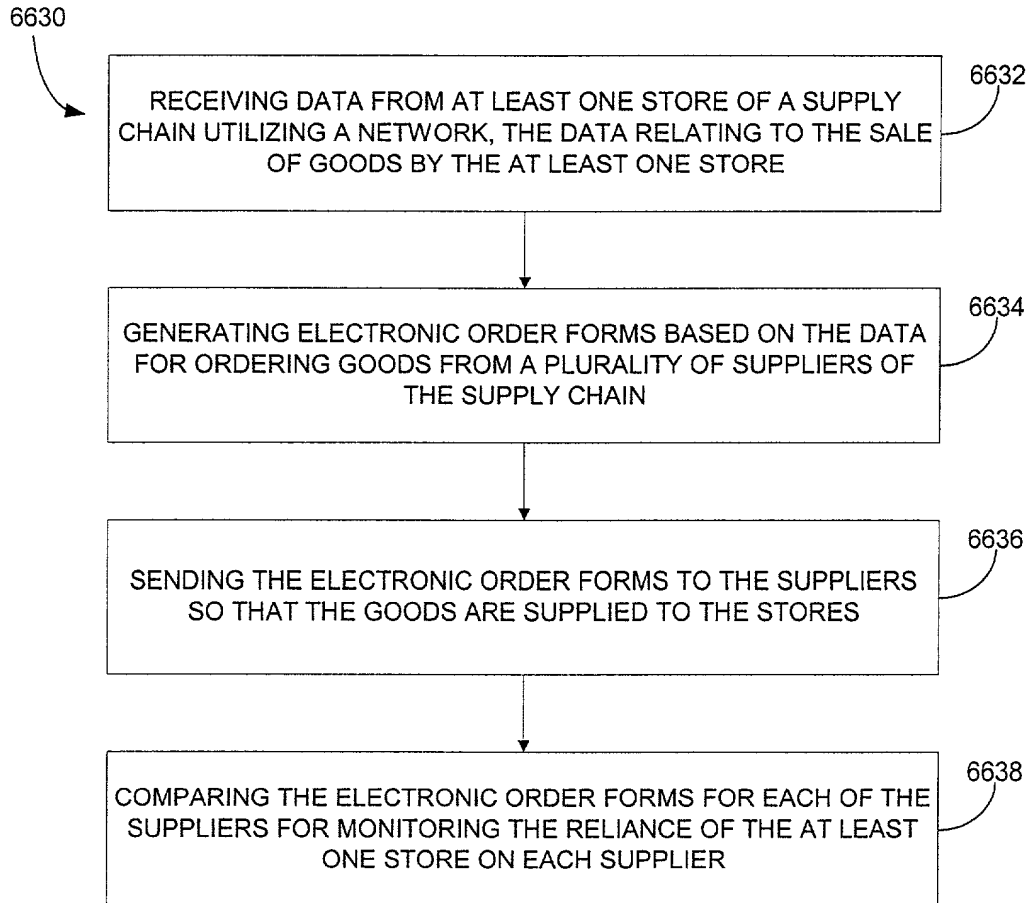 6630
6632
RECEIVING DATA FROM AT LEAST ONE STORE OF A SUPPLY
CHAIN UTILIZING A NETWORK, THE DATA RELATING TO THE SALE
OF GOODS BY THE AT LEAST ONE STORE
6634
GENERATING ELECTRONIC ORDER FORMS BASED ON THE DATA
FOR ORDERING GOODS FROM A PLURALITY OF SUPPLIERS OF
THE SUPPLY CHAIN
6636
SENDING THE ELECTRONIC ORDER FORMS TO THE SUPPLIERS
SO THAT THE GOODS ARE SUPPLIED TO THE STORES
6638
COMPARING THE ELECTRONIC ORDER FORMS FOR EACH OF THE
SUPPLIERS FOR MONITORING THE RELIANCE OF THE AT LEAST
ONE STORE ON EACH SUPPLIER